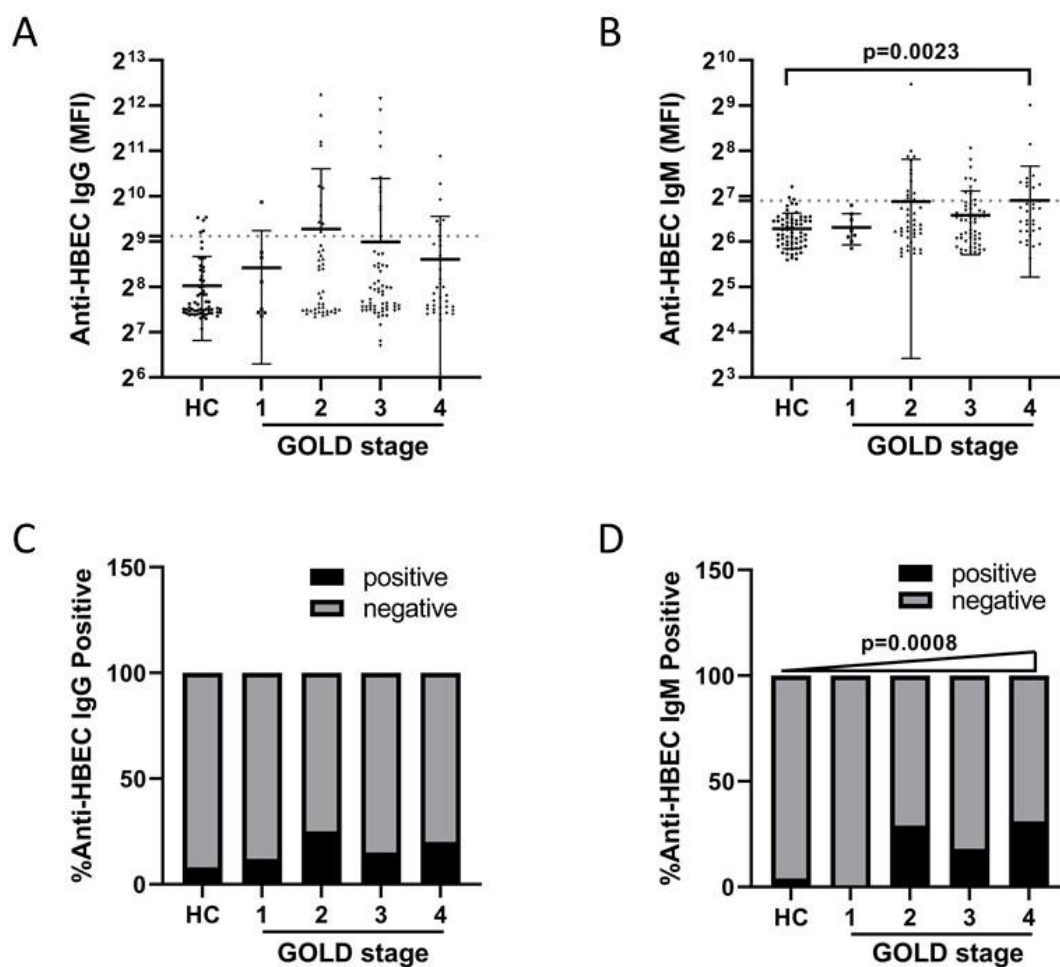 A
Anti-HBEC IgG (MFI)
2¹³
2¹²
2¹¹
2¹⁰
2⁹
2⁸
2⁷
2⁶
HC 1 2 3 4
GOLD stage
B
Anti-HBEC IgM (MFI)
p=0.0023
2¹⁰
2⁹
2⁸
2⁷
2⁶
2⁵
2⁴
2³
HC 1 2 3 4
GOLD stage
C
%Anti-HBEC IgG Positive
positive
negative
150
100
50
0
HC 1 2 3 4
GOLD stage
D
%Anti-HBEC IgM Positive
positive
negative
p=0.0008
150
100
50
0
HC 1 2 3 4
GOLD stage